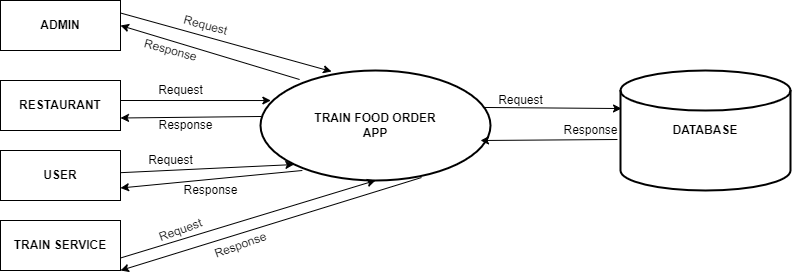 ADMIN
Request
Response
RESTAURANT
Request
Response
USER
Request
Response
TRAIN SERVICE
Request
Response
TRAIN FOOD ORDER
APP
Request
Response
DATABASE